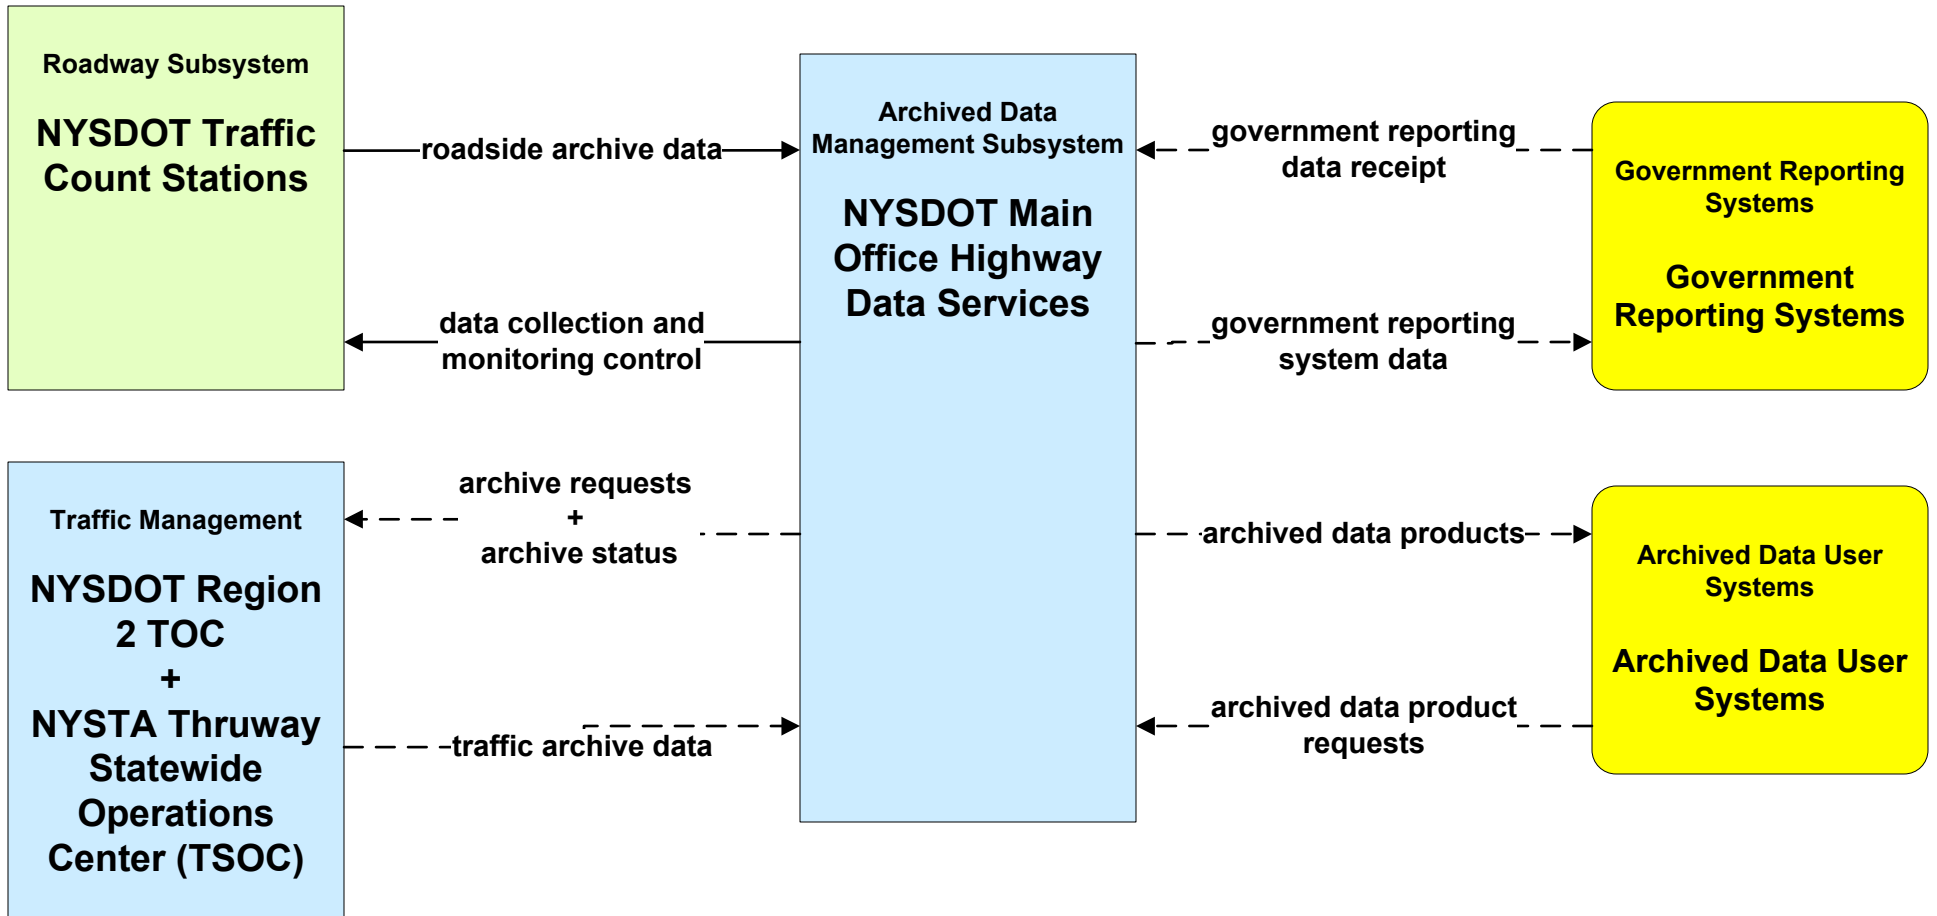 Roadway Subsystem
NYSDOT Traffic
Count Stations
roadside archive data
data collection and
monitoring control
Traffic Management
NYSDOT Region
2 TOC
+
NYSTA Thruway
Statewide
Operations
Center (TSOC)
archive requests
+
archive status
traffic archive data
Archived Data
Management Subsystem
NYSDOT Main
Office Highway
Data Services
government reporting
data receipt
government reporting
system data
Government Reporting
Systems
Government
Reporting Systems
archived data products
archived data product
requests
Archived Data User
Systems
Archived Data User
Systems